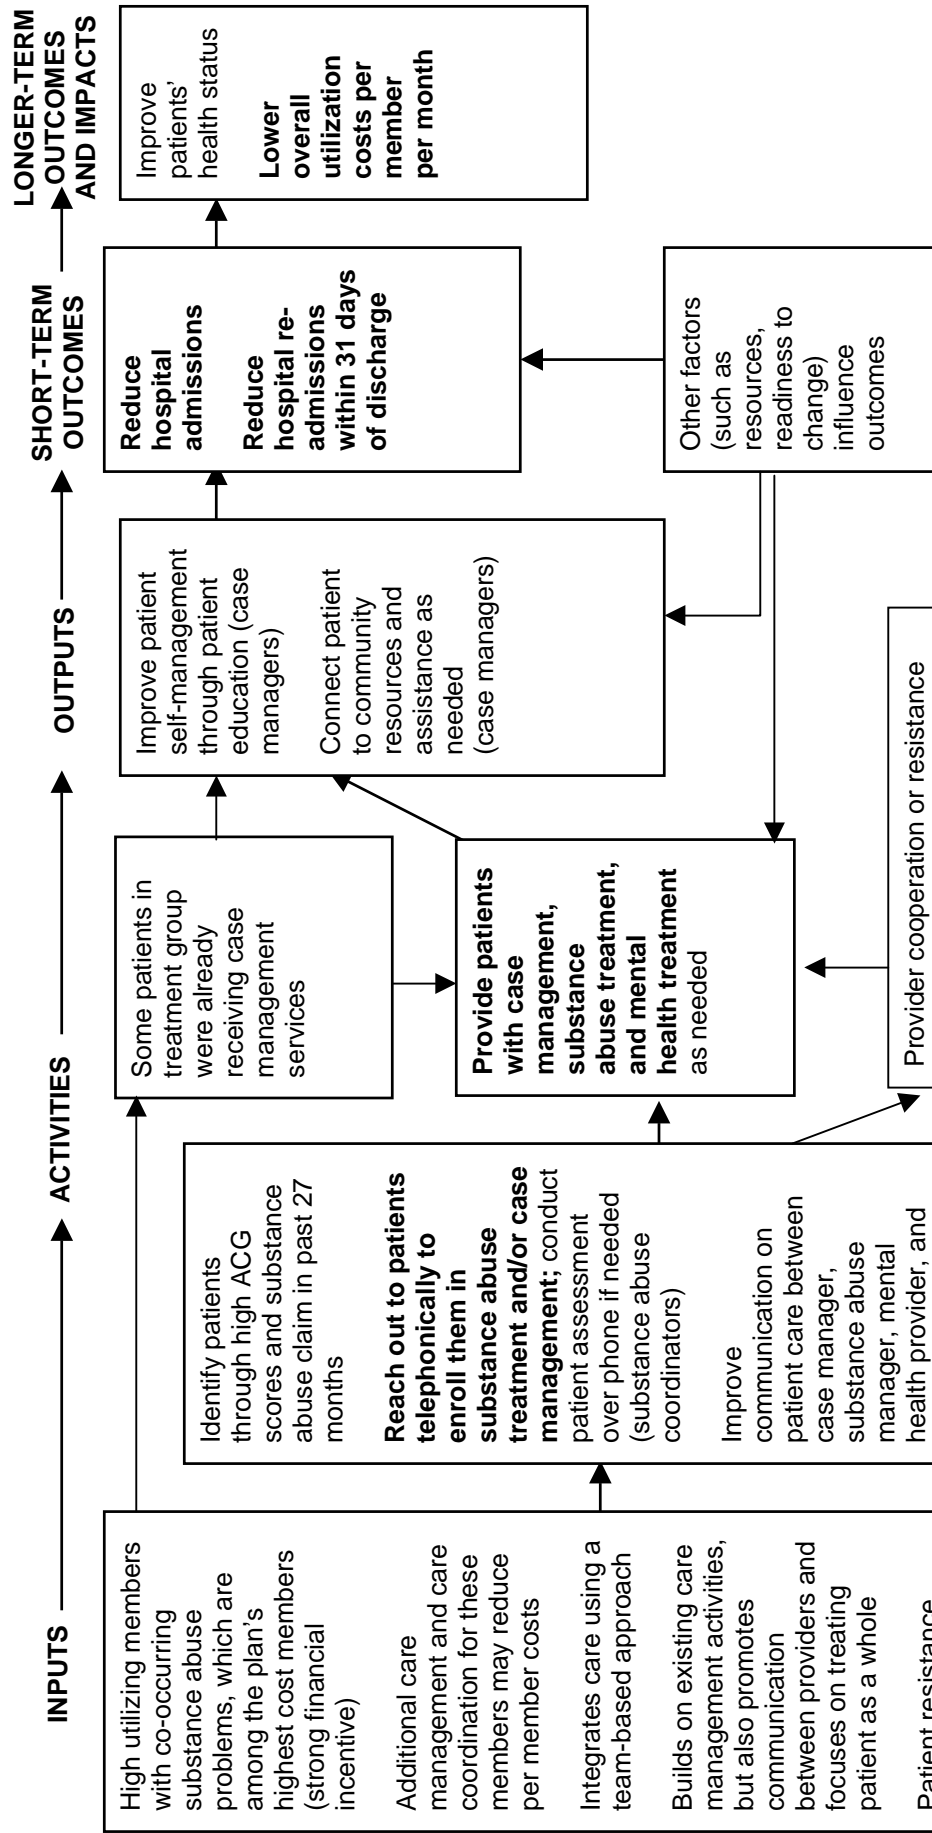 INPUTS
ACTIVITIES
OUTPUTS
SHORT-TERM
OUTCOMES
LONGER-TERM
OUTCOMES
AND IMPACTS
High utilizing members
with co-occurring
substance abuse
problems, which are
among the plan's
highest cost members
(strong financial
incentive)
Additional care
management and care
coordination for these
members may reduce
per member costs
Integrates care using a
team-based approach
Builds on existing care
management activities,
but also promotes
communication
between providers and
focuses on treating
patient as a whole
Patient resistance
Identify patients
through high ACG
scores and substance
abuse claim in past 27
months
Reach out to patients
telephonically to
enroll them in
substance abuse
treatment and/or case
management; conduct
patient assessment
over phone if needed
(substance abuse
coordinators)
Improve
communication on
patient care between
case manager,
substance abuse
manager, mental
health provider, and
Some patients in
treatment group
were already
receiving case
management
services
Provide patients
with case
management,
substance
abuse treatment,
and mental
health treatment
as needed
Provider cooperation or resistance
Improve patient
self-management
through patient
education (case
managers)
Connect patient
to community
resources and
assistance as
needed
(case managers)
Reduce
hospital
admissions
Reduce
hospital re-
admissions
within 31 days
of discharge
Other factors
(such as
resources,
readiness to
change)
influence
outcomes
Improve
patients'
health status
Lower
overall
utilization
costs per
member
per month